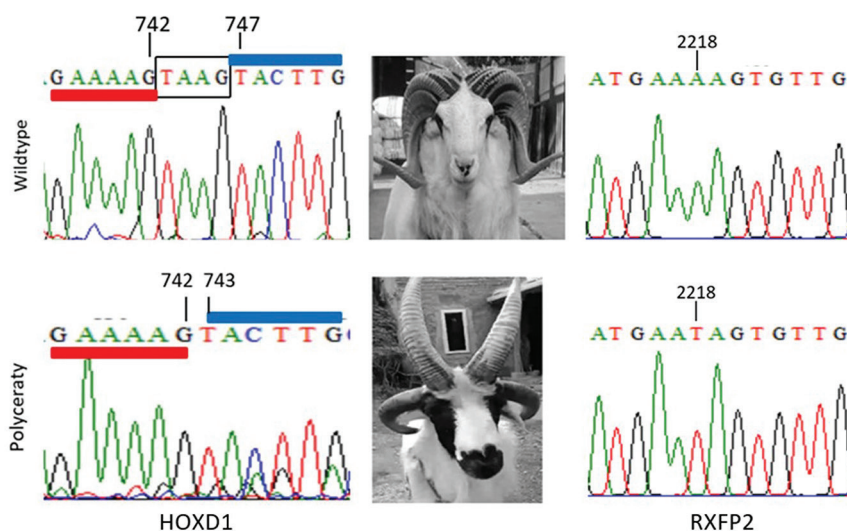 742 747
GAAAAGTAAGTACTTG
2218
ATGAAAAGTGTTG
Wildtype
742 743
GAAAAGTACTTG
2218
ATGAATAGTGTTG
Polyceraty
HOXD1
RXFP2